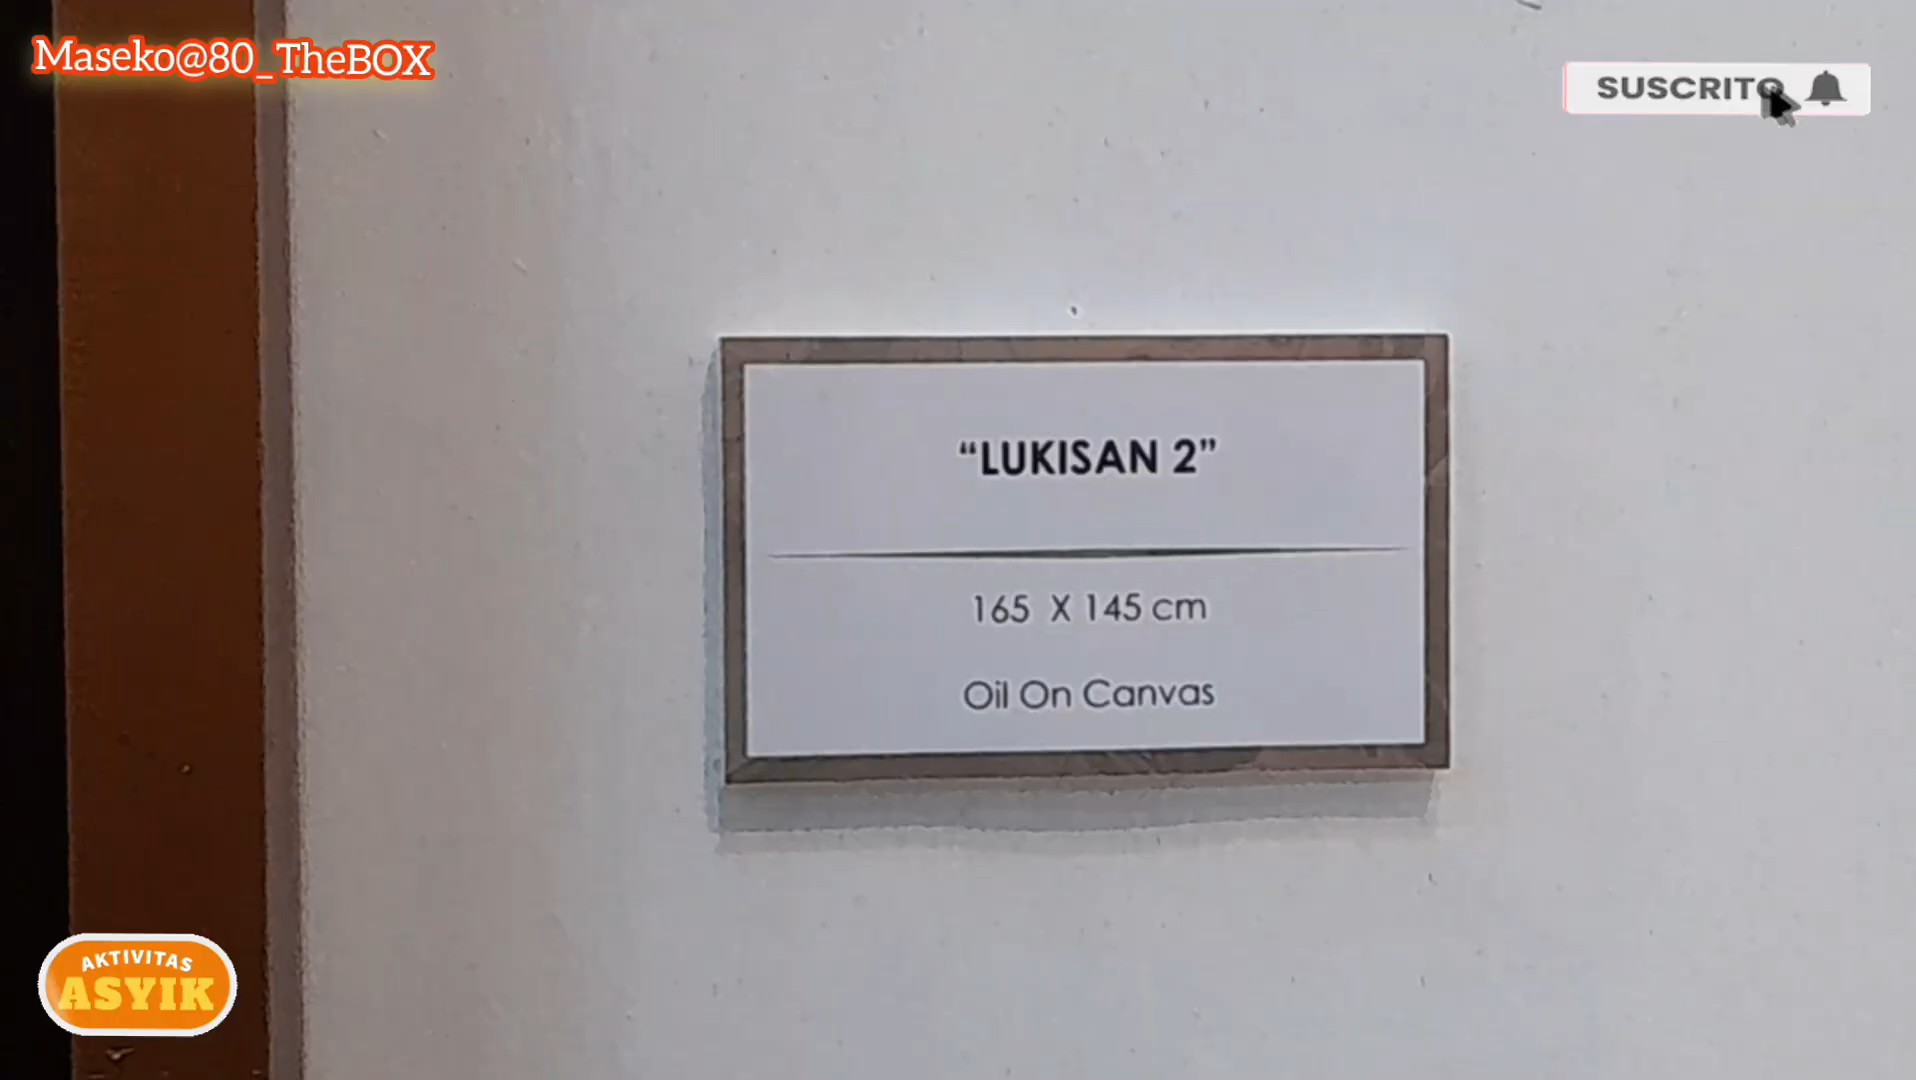 Maseko@80_TheBOX
SUSCRITO
“LUKISAN 2”
165 X 145 cm
Oil On Canvas
AKTIVITAS
ASYIK